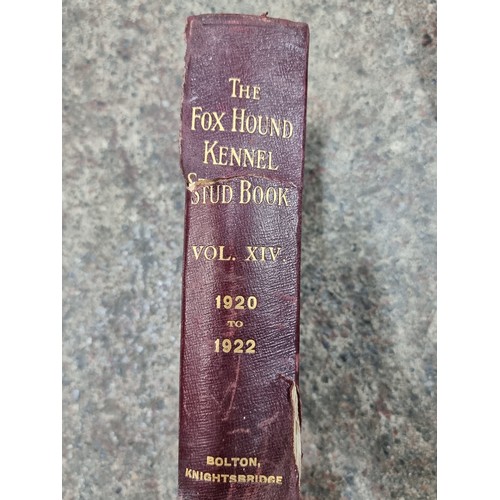 THE
FOX HOUND
KENNEL
STUD BOOK
VOL. XIV.
1920
TO
1922
BOLTON,
KNIGHTSBRIDGE